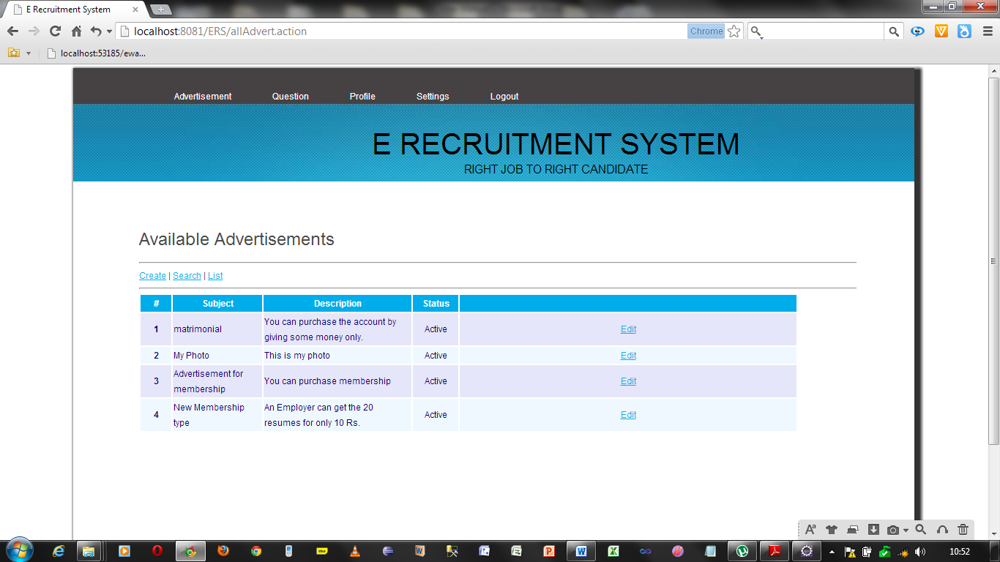 E Recruitment System
localhost:8081/ERS/allAdvert.action
Chrome
localhost:53185/ewa...
Advertisement Question Profile Settings Logout
E RECRUITMENT SYSTEM
RIGHT JOB TO RIGHT CANDIDATE
Available Advertisements
Create | Search | List
# Subject Description Status
1 matrimonial You can purchase the account by
giving some money only. Active Edit
2 My Photo This is my photo Active Edit
3 Advertisement for
membership You can purchase membership Active Edit
4 New Membership
type An Employer can get the 20
resumes for only 10 Rs. Active Edit
10:52